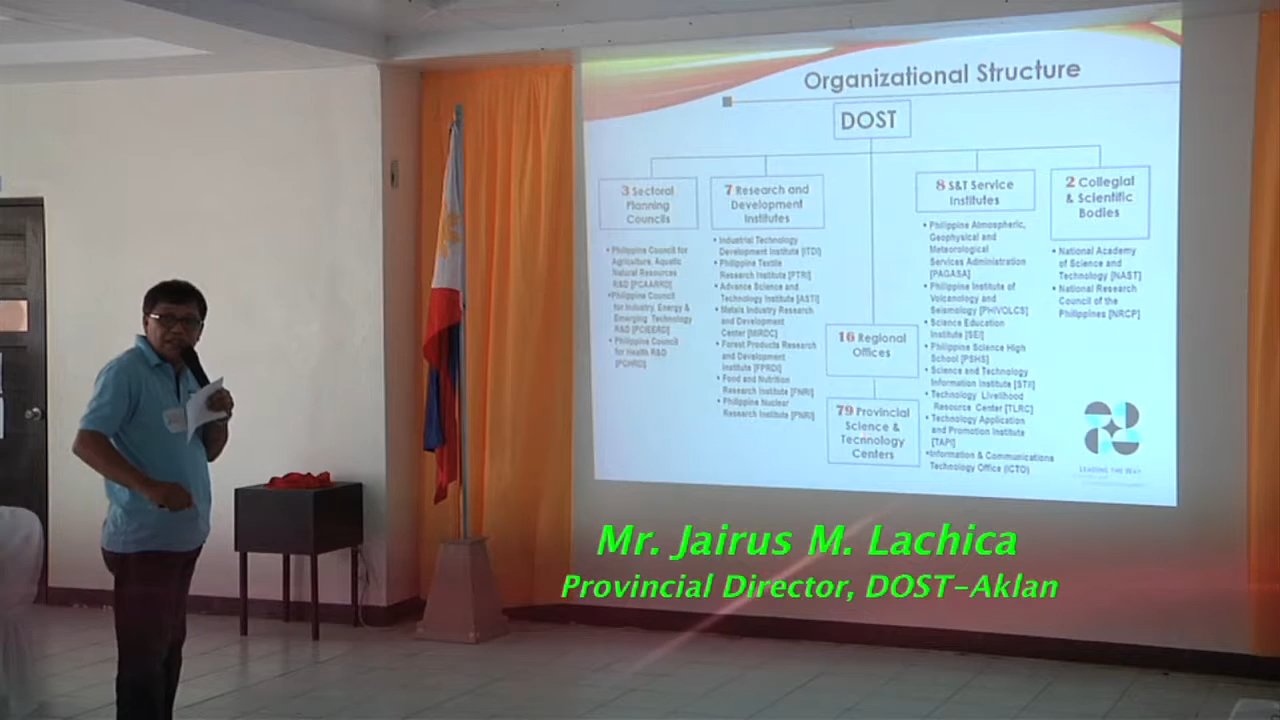 Organizational Structure
DOST
3 Sectoral
Planning
Councils
• Philippine Council for
Agriculture, Aquatic
Natural Resources
R&D [PCAARRD]
•Philippine Council
for Industry, Energy &
Emerging Technology
R&D [PCIEERD]
• Philippine Council
for Health R&D
[PCHRD]
7 Research and
Development
Institutes
• Industrial Technology
Development Institute [ITDI]
• Philippine Textile
Research Institute [PTRI]
• Advance Science and
Technology Institute [ASTI]
• Metals Industry Research
and Development
Center [MIRDC]
• Forest Products Research
and Development
Institute [FPRDI]
• Food and Nutrition
Research Institute [FNRI]
• Philippine Nuclear
Research Institute [PNRI]
16 Regional
Offices
79 Provincial
Science &
Technology
Centers
8 S&T Service
Institutes
• Philippine Atmospheric,
Geophysical and
Meteorological
Services Administration
[PAGASA]
• Philippine Institute of
Volcanology and
Seismology [PHIVOLCS]
• Science Education
Institute [SEI]
• Philippine Science High
School [PSHS]
• Science and Technology
Information Institute [STII]
• Technology Livelihood
Resource Center [TLRC]
• Technology Application
and Promotion Institute
[TAPI]
•Information & Communications
Technology Office (ICTO)
2 Collegial
& Scientific
Bodies
• National Academy
of Science and
Technology [NAST]
• National Research
Council of the
Philippines [NRCP]
LEADING THE WAY
Mr. Jairus M. Lachica
Provincial Director, DOST-Aklan